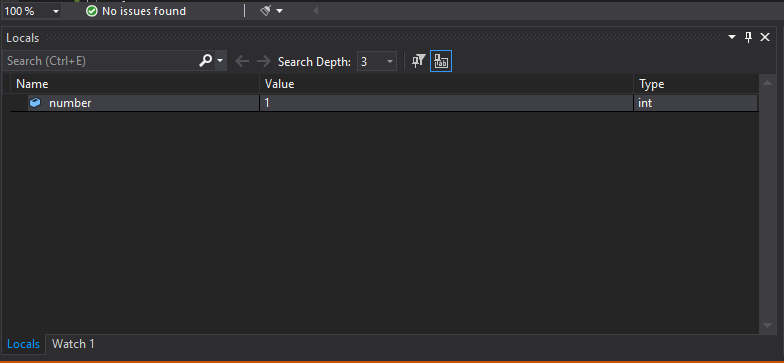 100 % No issues found
Locals
Search (Ctrl+E) Search Depth: 3
Name Value Type
number 1 int
Locals Watch 1